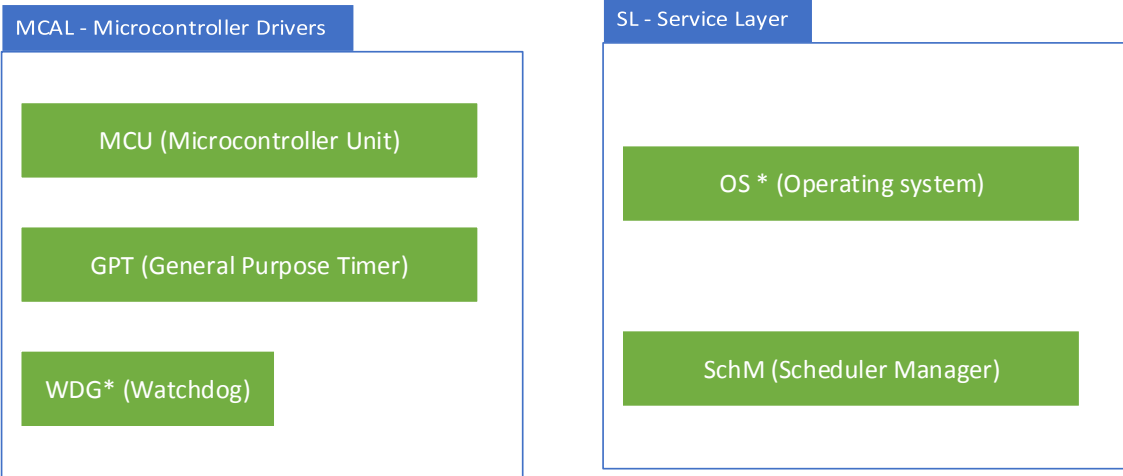 MCAL - Microcontroller Drivers
MCU (Microcontroller Unit)
GPT (General Purpose Timer)
WDG* (Watchdog)
SL - Service Layer
OS * (Operating system)
SchM (Scheduler Manager)